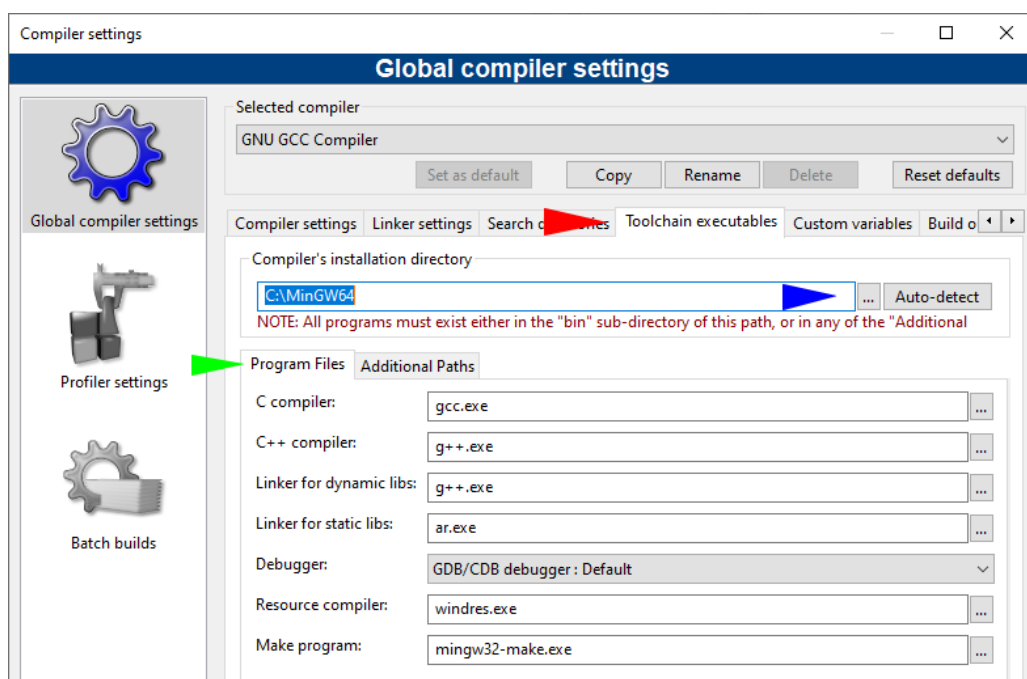 Compiler settings
Global compiler settings
Selected compiler
GNU GCC Compiler
Set as default Copy Rename Delete Reset defaults
Global compiler settings
Compiler settings Linker settings Search Toolchain executables Custom variables Build o
Compiler's installation directory
C:\MinGW64 ... Auto-detect
NOTE: All programs must exist either in the "bin" sub-directory of this path, or in any of the "Additional
Profiler settings
Program Files Additional Paths
C compiler: gcc.exe ...
C++ compiler: g++.exe ...
Linker for dynamic libs: g++.exe ...
Linker for static libs: ar.exe ...
Batch builds
Debugger: GDB/CDB debugger : Default
Resource compiler: windres.exe ...
Make program: mingw32-make.exe ...